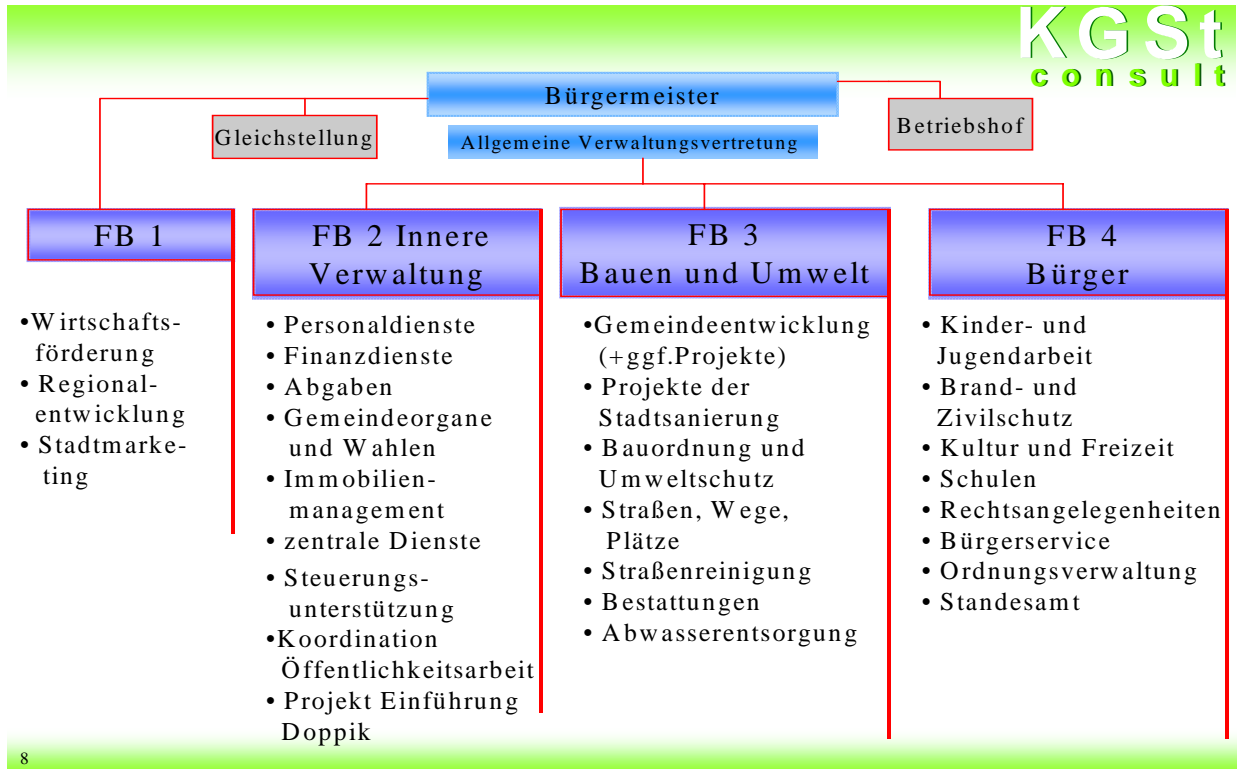 KGSt
consult
Bürgermeister
Gleichstellung
Allgemeine Verwaltungsvertretung
Betriebshof
FB 1
•Wirtschafts-
förderung
• Regional-
entwicklung
• Stadtmarke-
ting
FB 2 Innere
Verwaltung
• Personaldienste
• Finanzdienste
• Abgaben
• Gemeindeorgane
und Wahlen
• Immobilien-
management
• zentrale Dienste
• Steuerungs-
unterstützung
•Koordination
Öffentlichkeitsarbeit
• Projekt Einführung
Doppik
FB 3
Bauen und Umwelt
•Gemeindeentwicklung
(+ggf.Projekte)
• Projekte der
Stadtsanierung
• Bauordnung und
Umweltschutz
• Straßen, Wege,
Plätze
• Straßenreinigung
• Bestattungen
• Abwasserentsorgung
FB 4
Bürger
• Kinder- und
Jugendarbeit
• Brand- und
Zivilschutz
• Kultur und Freizeit
• Schulen
• Rechtsangelegenheiten
• Bürgerservice
• Ordnungsverwaltung
• Standesamt
8